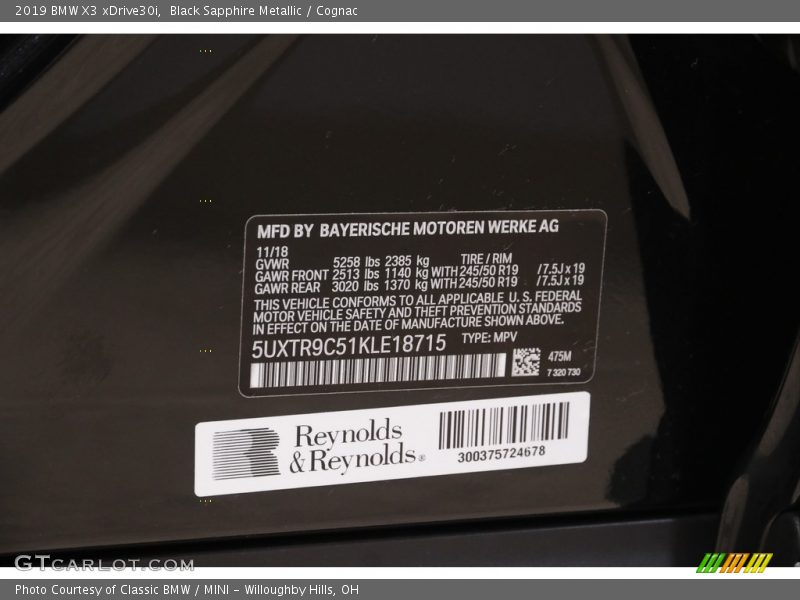 2019 BMW X3 xDrive30i, Black Sapphire Metallic / Cognac
MFD BY BAYERISCHE MOTOREN WERKE AG
11/18
GVWR 5258 lbs 2385 kg TIRE / RIM
GAWR FRONT 2513 lbs 1140 kg WITH 245/50 R19 / 7.5J x 19
GAWR REAR 3020 lbs 1370 kg WITH 245/50 R19 / 7.5J x 19
THIS VEHICLE CONFORMS TO ALL APPLICABLE U. S. FEDERAL
MOTOR VEHICLE SAFETY AND THEFT PREVENTION STANDARDS
IN EFFECT ON THE DATE OF MANUFACTURE SHOWN ABOVE.
5UXTR9C51KLE18715 TYPE: MPV
475M
7 320 730
Reynolds
& Reynolds®
300375724678
GTCARLOT.COM
Photo Courtesy of Classic BMW / MINI - Willoughby Hills, OH